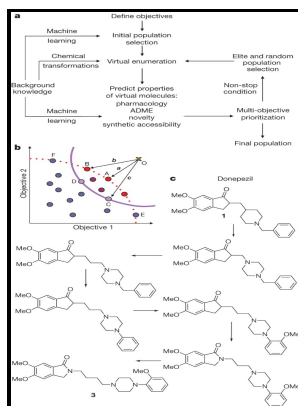 a
Define objectives
Machine
learning
Initial population
selection
Elite and random
population selection
Chemical
transformations
Virtual enumeration
Background
knowledge
Non-stop
condition
Predict properties
of virtual molecules:
pharmacology
ADME
novelty
synthetic accessibility
Machine
learning
Multi-objective
prioritization
Final population
b
F
B
b
O
A
a
c
C
E
Objective 2
Objective 1
c
Donepezil
O
MeO
MeO
N
1
O
MeO
MeO
N
N
O
MeO
MeO
N
N
O
MeO
MeO
N
N
O
MeO
MeO
N
N
OMe
O
MeO
MeO
N
N
N
MeO
3
O
MeO
MeO
N
N
N
OMe